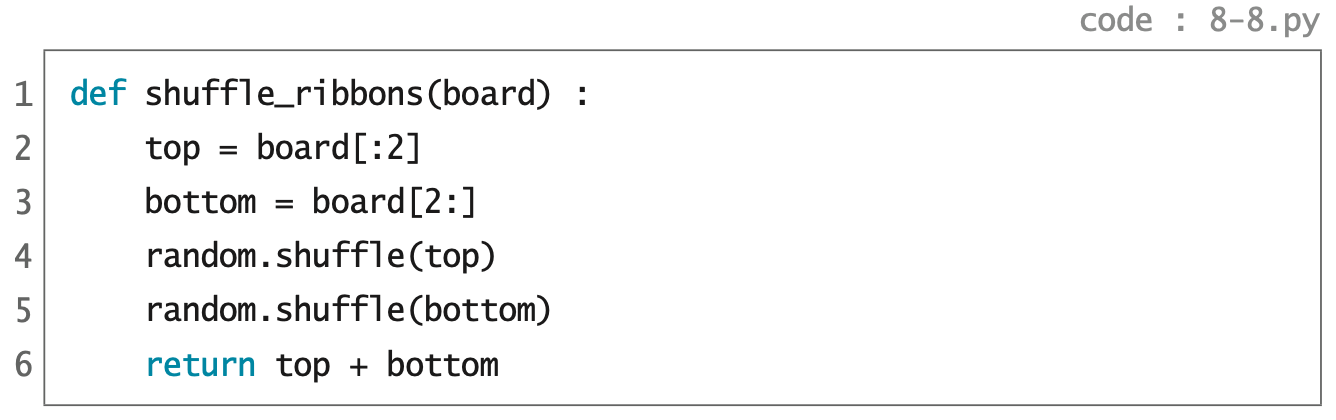 code : 8-8.py
1 def shuffle_ribbons(board) :
2     top = board[:2]
3     bottom = board[2:]
4     random.shuffle(top)
5     random.shuffle(bottom)
6     return top + bottom